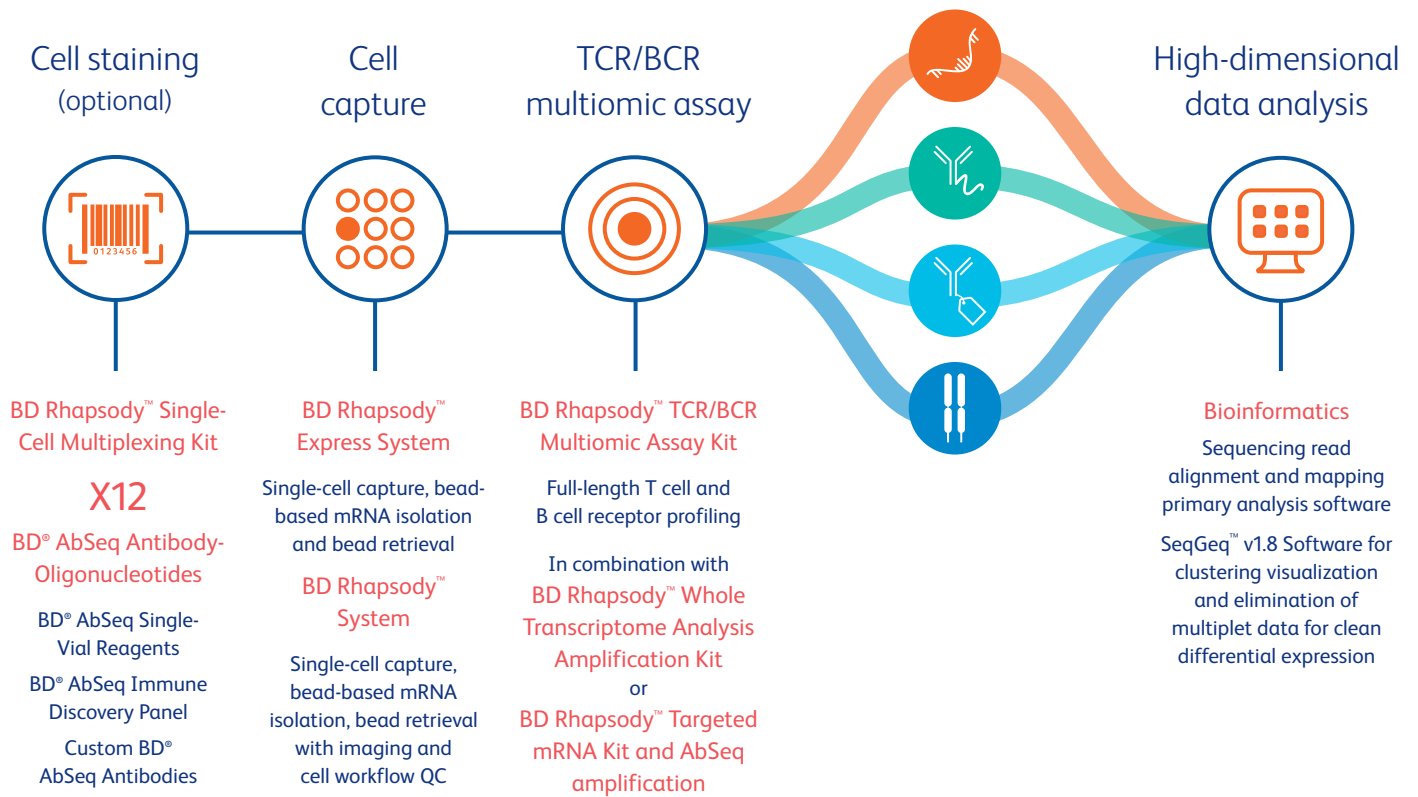 Cell staining
(optional)
0123456
BD Rhapsody™ Single-
Cell Multiplexing Kit
X12
BD® AbSeq Antibody-
Oligonucleotides
BD® AbSeq Single-
Vial Reagents
BD® AbSeq Immune
Discovery Panel
Custom BD®
AbSeq Antibodies
Cell
capture
BD Rhapsody™
Express System
Single-cell capture, bead-
based mRNA isolation
and bead retrieval
BD Rhapsody™
System
Single-cell capture,
bead-based mRNA
isolation, bead retrieval
with imaging and
cell workflow QC
TCR/BCR
multiomic assay
BD Rhapsody™ TCR/BCR
Multiomic Assay Kit
Full-length T cell and
B cell receptor profiling
In combination with
BD Rhapsody™ Whole
Transcriptome Analysis
Amplification Kit
or
BD Rhapsody™ Targeted
mRNA Kit and AbSeq
amplification
High-dimensional
data analysis
Bioinformatics
Sequencing read
alignment and mapping
primary analysis software
SeqGeq™ v1.8 Software for
clustering visualization
and elimination of
multiplet data for clean
differential expression